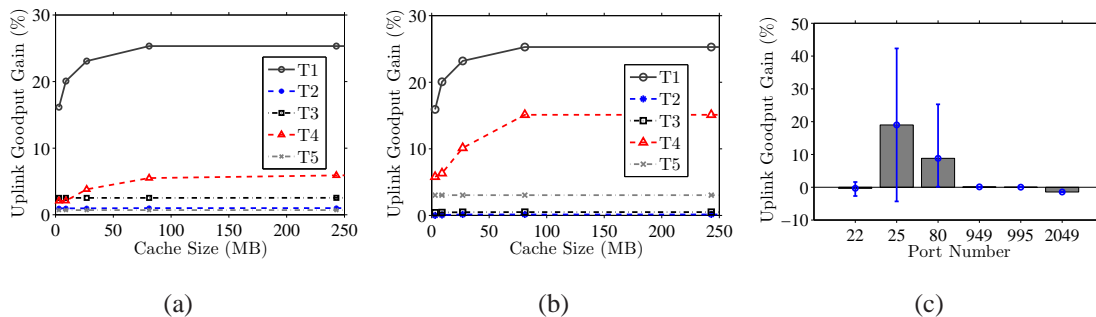 Uplink Goodput Gain (%)
30
20
10
0
0 50 100 150 200 250
Cache Size (MB)
T1
T2
T3
T4
T5
(a)
Uplink Goodput Gain (%)
30
20
10
0
0 50 100 150 200 250
Cache Size (MB)
T1
T2
T3
T4
T5
(b)
Uplink Goodput Gain (%)
50
40
30
20
10
0
−10
22 25 80 949 995 2049
Port Number
(c)